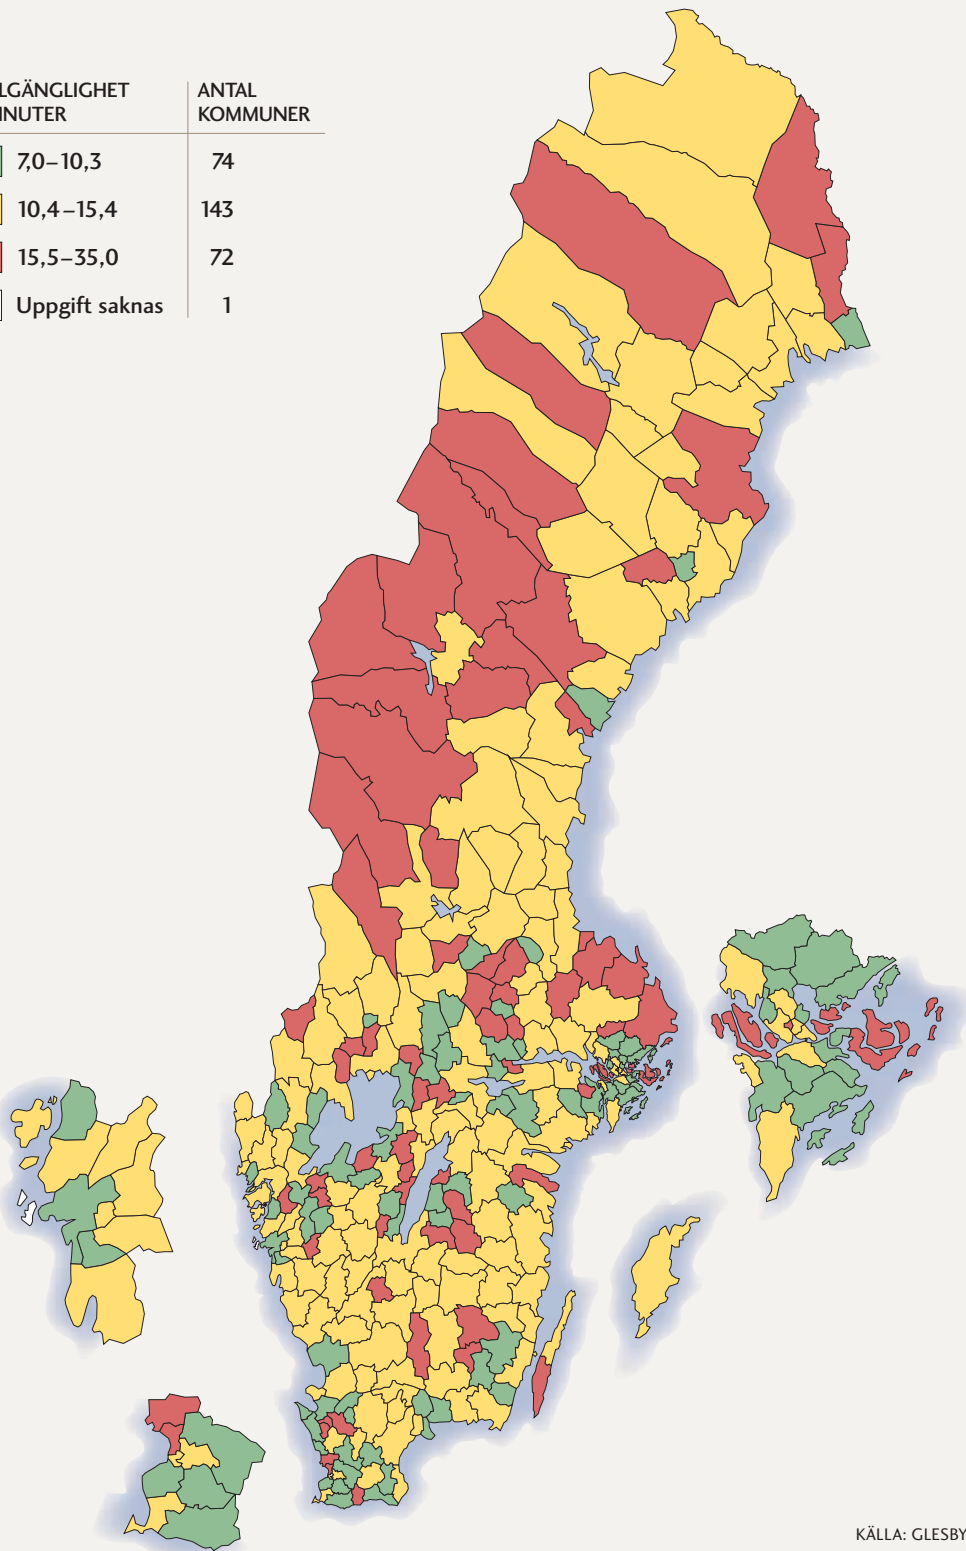 LGÄNGLIGHET ANTAL
INUTER KOMMUNER
7,0–10,3 74
10,4–15,4 143
15,5–35,0 72
Uppgift saknas 1
KÄLLA: GLESBY